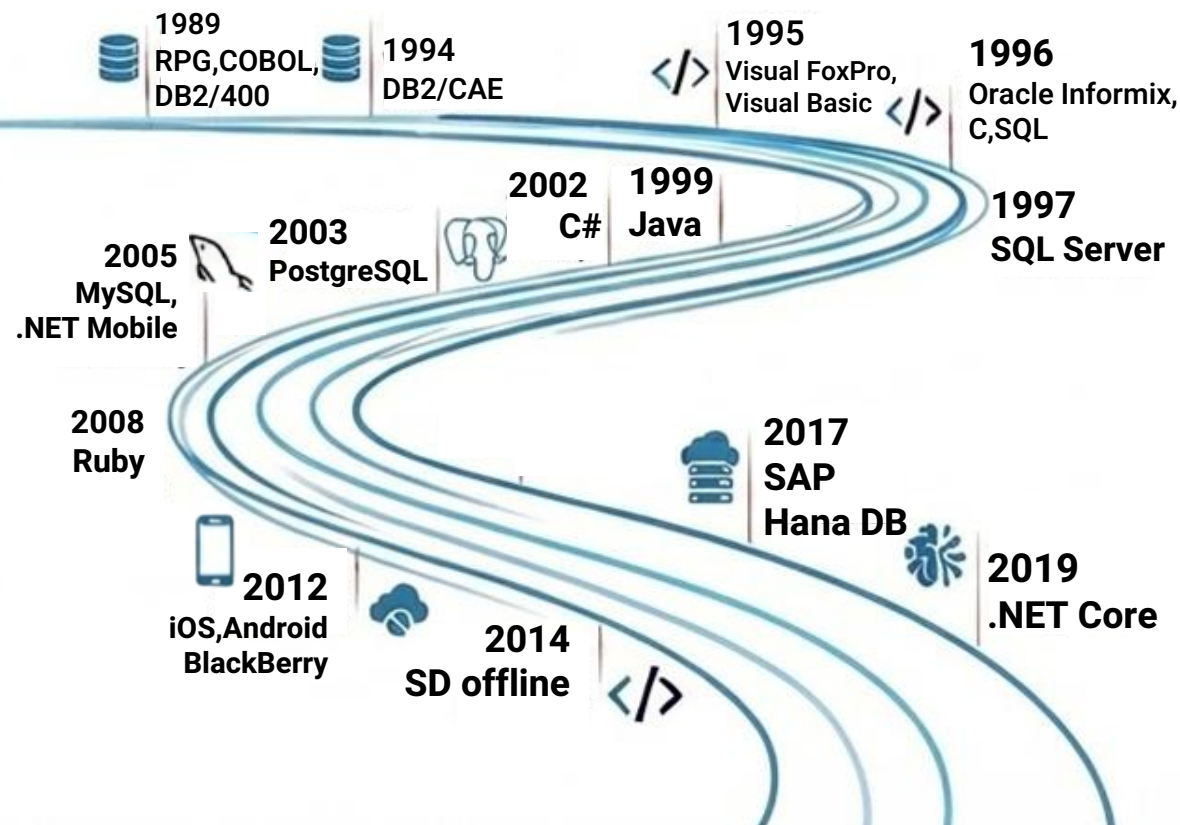 1989
RPG,COBOL,
DB2/400
1994
DB2/CAE
1995
Visual FoxPro,
Visual Basic
1996
Oracle Informix,
C,SQL
1997
SQL Server
1999
Java
2002
C#
2003
PostgreSQL
2005
MySQL,
.NET Mobile
2008
Ruby
2012
iOS,Android
BlackBerry
2014
SD offline
2017
SAP
Hana DB
2019
.NET Core